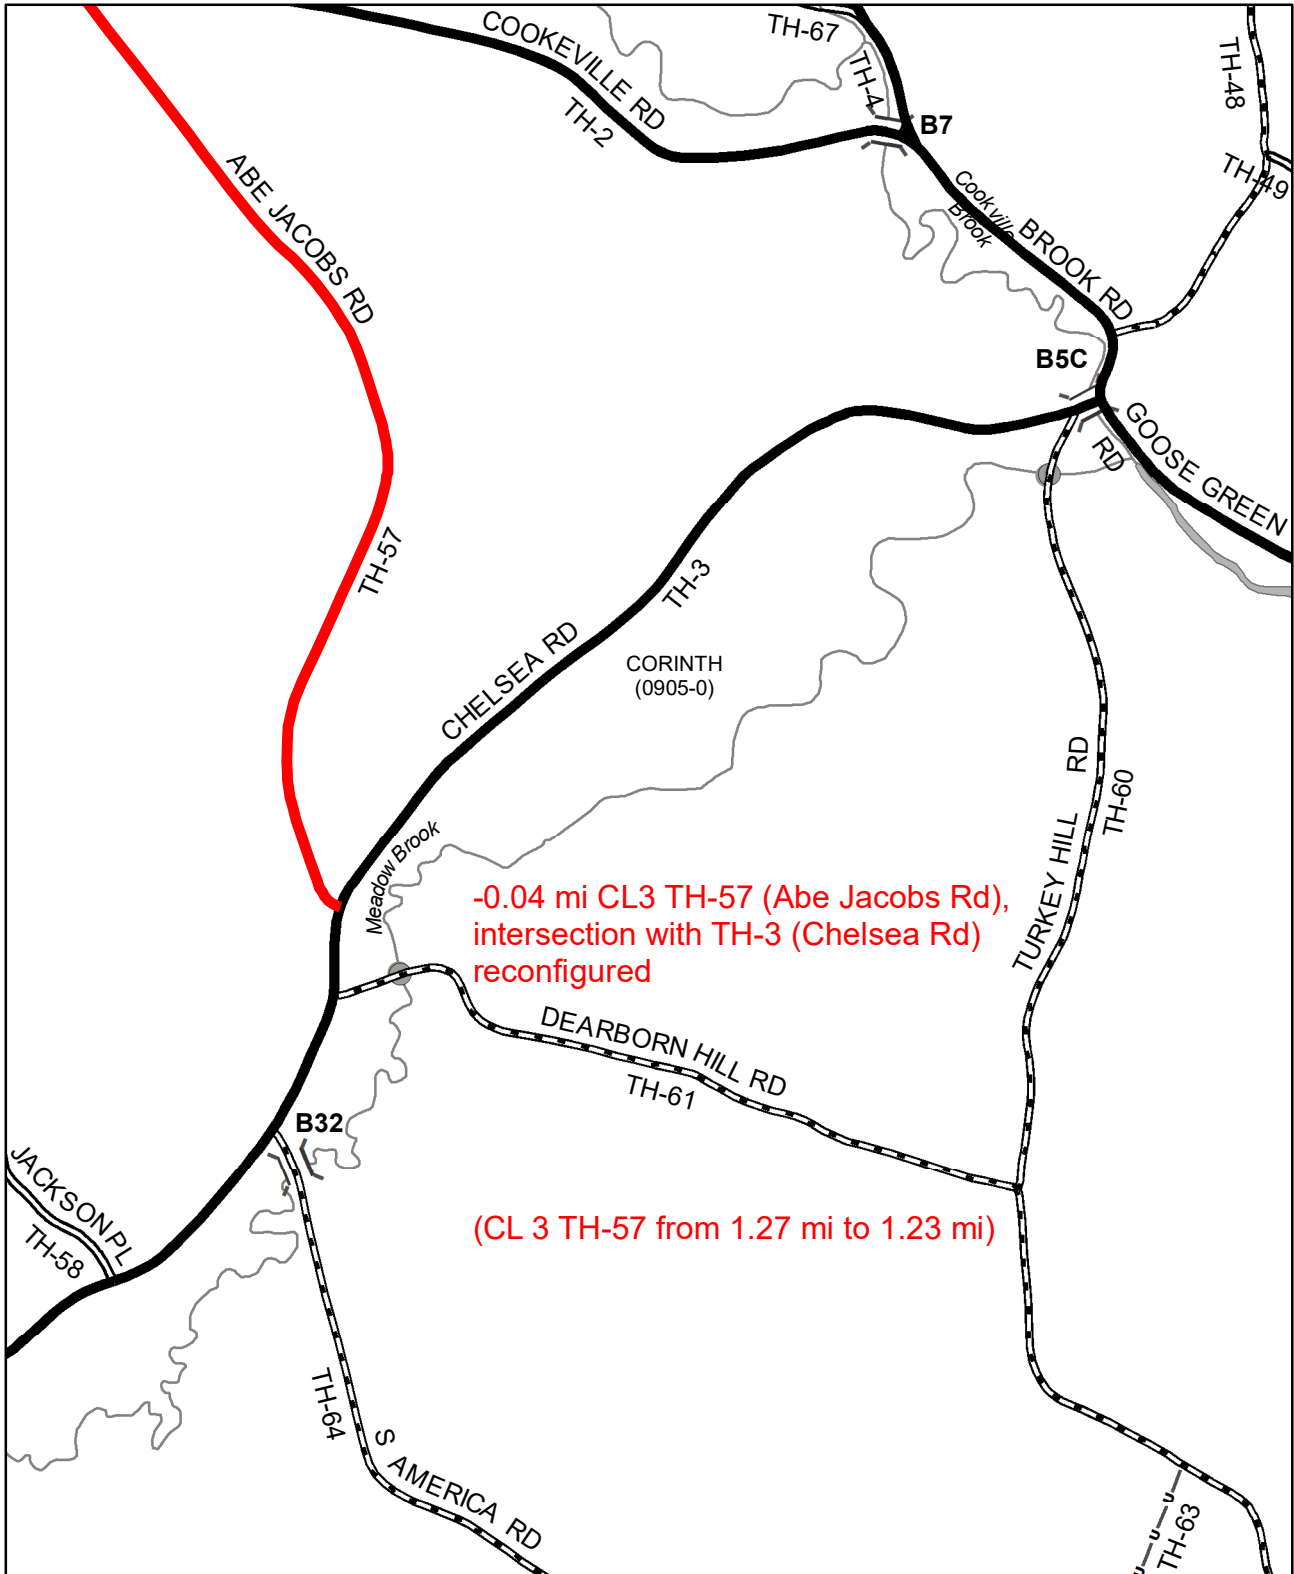 TH-67
COOKEVILLE RD
TH-2
TH-4
TH-48
B7
TH-49
ABE JACOBS RD
Cookville
Brook
BROOK RD
B5C
GOOSE GREEN
RD
TH-57
TH-3
CHELSEA RD
CORINTH
(0905-0)
TURKEY HILL RD
TH-60
Meadow Brook
-0.04 mi CL3 TH-57 (Abe Jacobs Rd),
intersection with TH-3 (Chelsea Rd)
reconfigured
DEARBORN HILL RD
TH-61
B32
JACKSON PL
TH-58
(CL 3 TH-57 from 1.27 mi to 1.23 mi)
TH-64
S AMERICA RD
S
S
TH-63